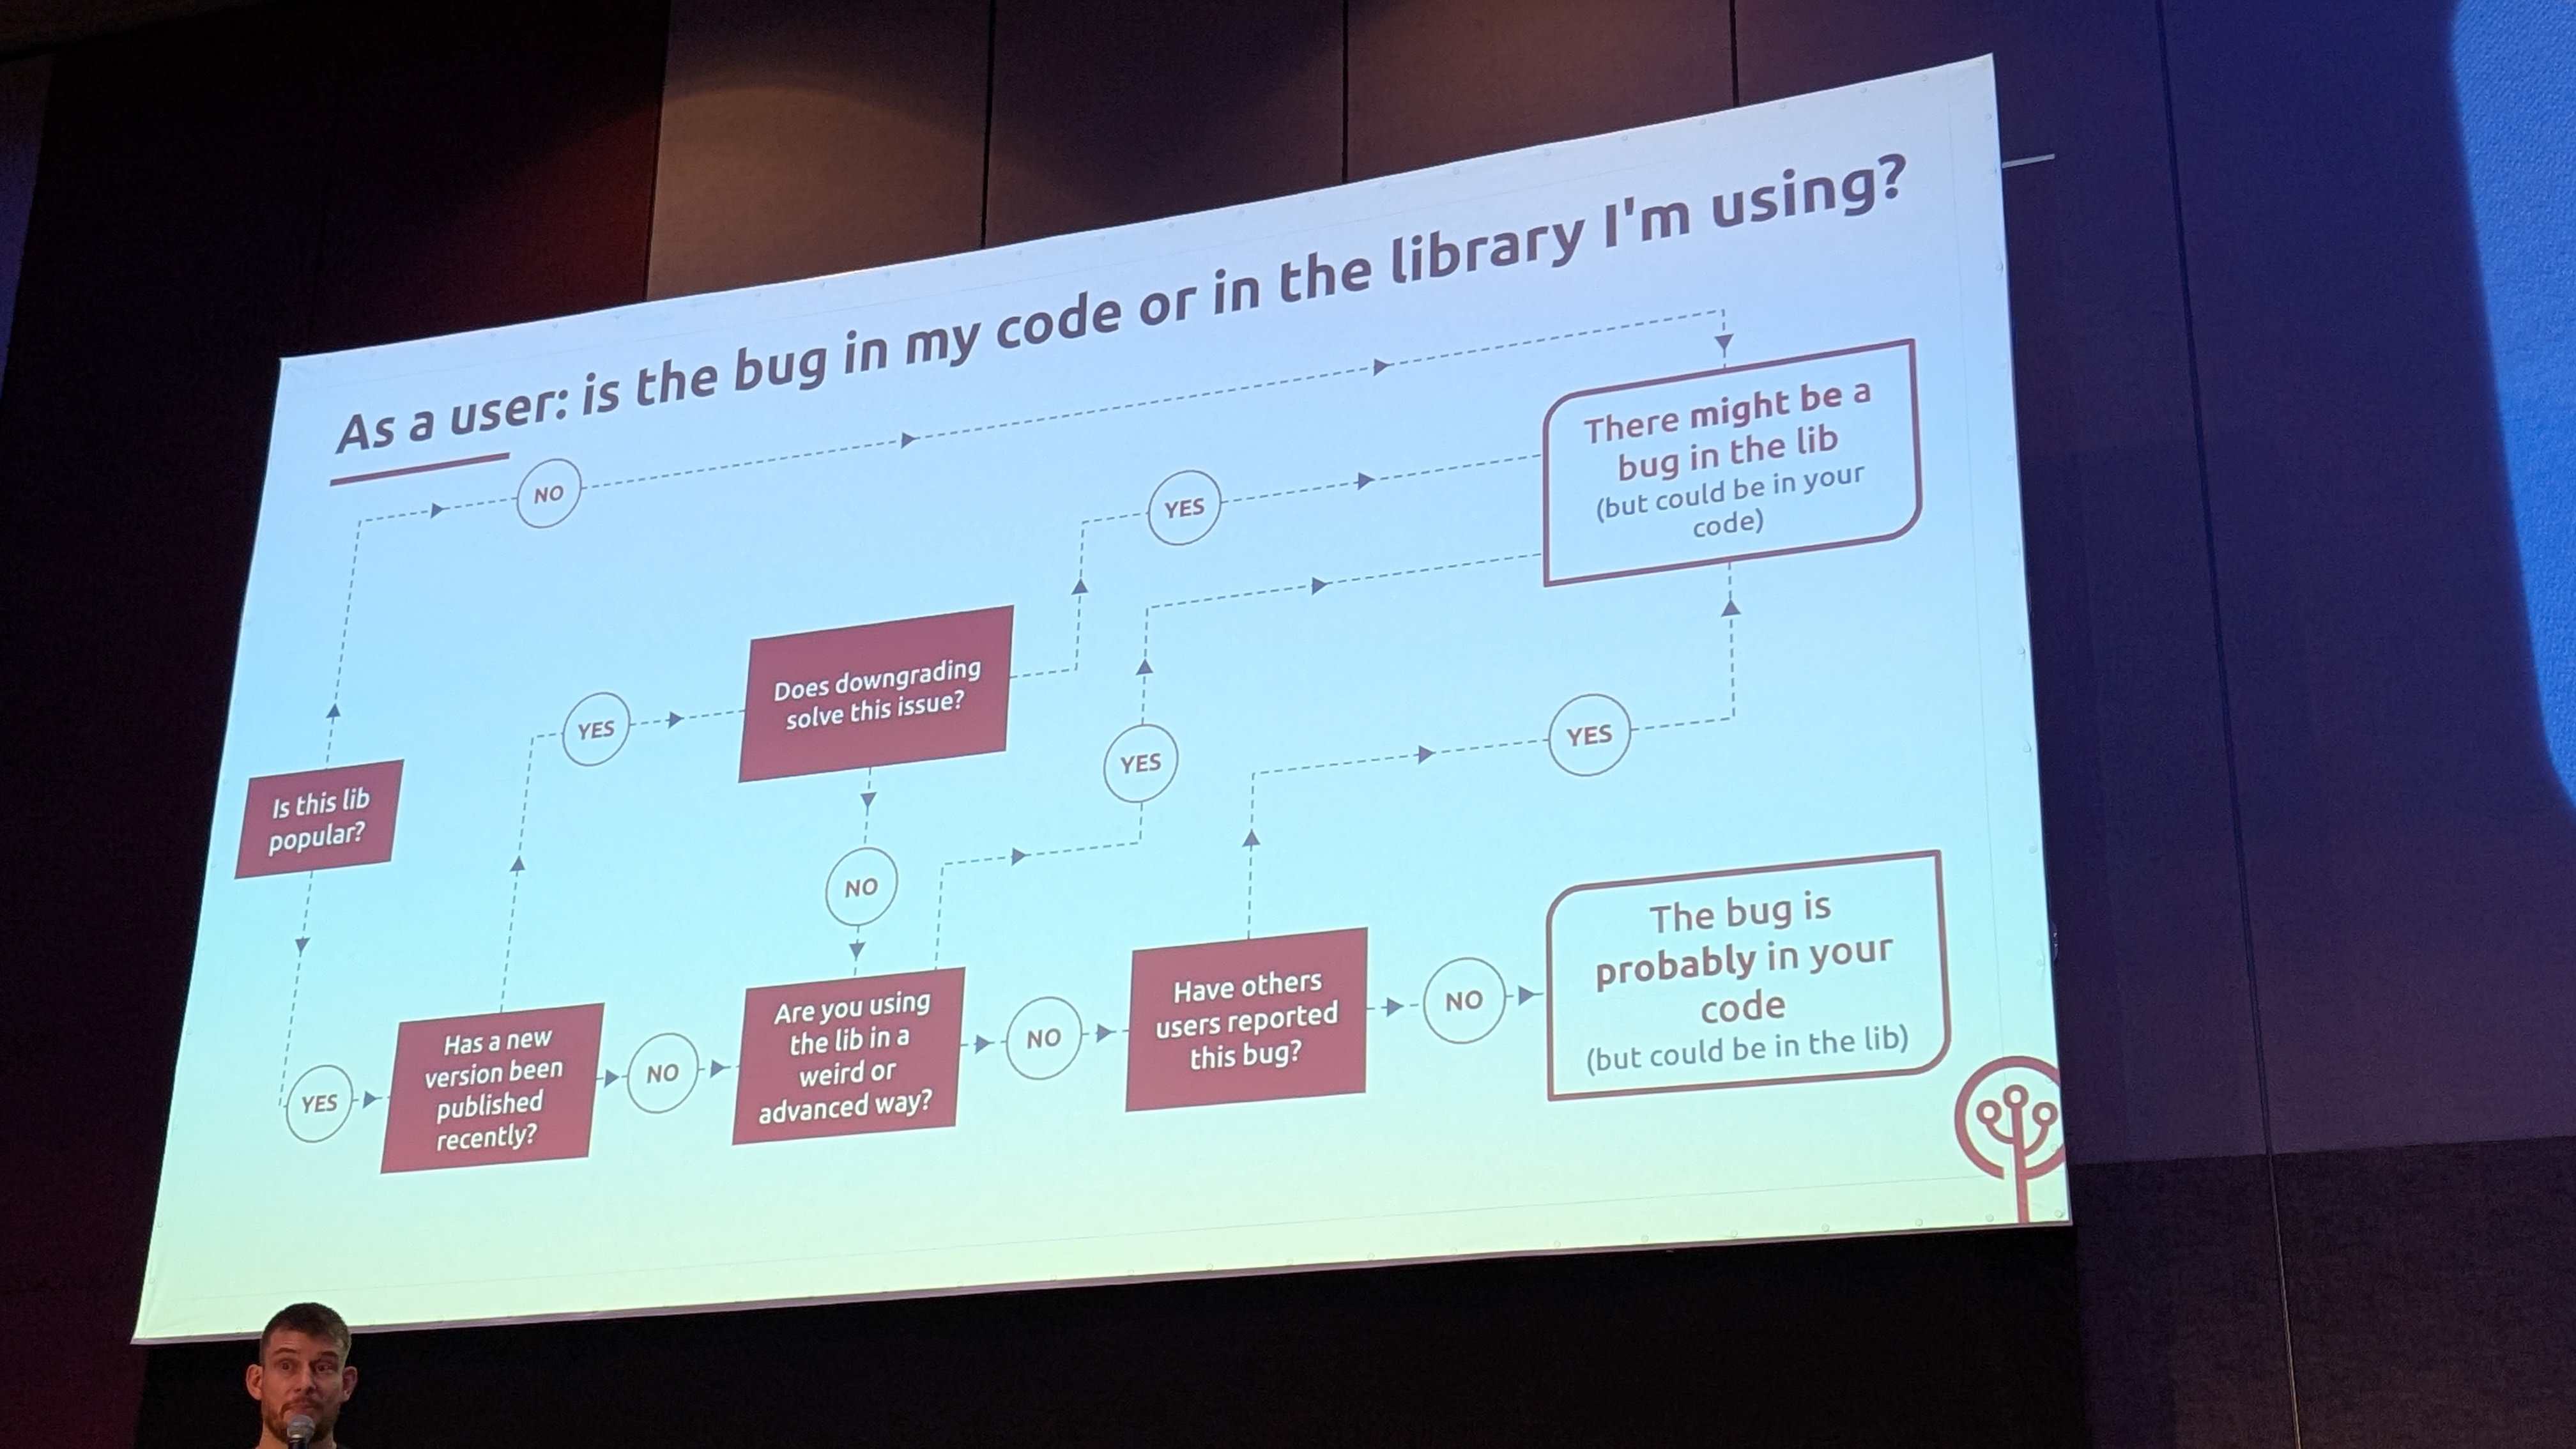 As a user: is the bug in my code or in the library I'm using?
NO
There might be a
bug in the lib
(but could be in your
code)
YES
Does downgrading
solve this issue?
YES
YES
YES
Is this lib
popular?
NO
The bug is
probably in your
code
(but could be in the lib)
YES
Has a new
version been
published
recently?
NO
Are you using
the lib in a
weird or
advanced way?
NO
Have others
users reported
this bug?
NO